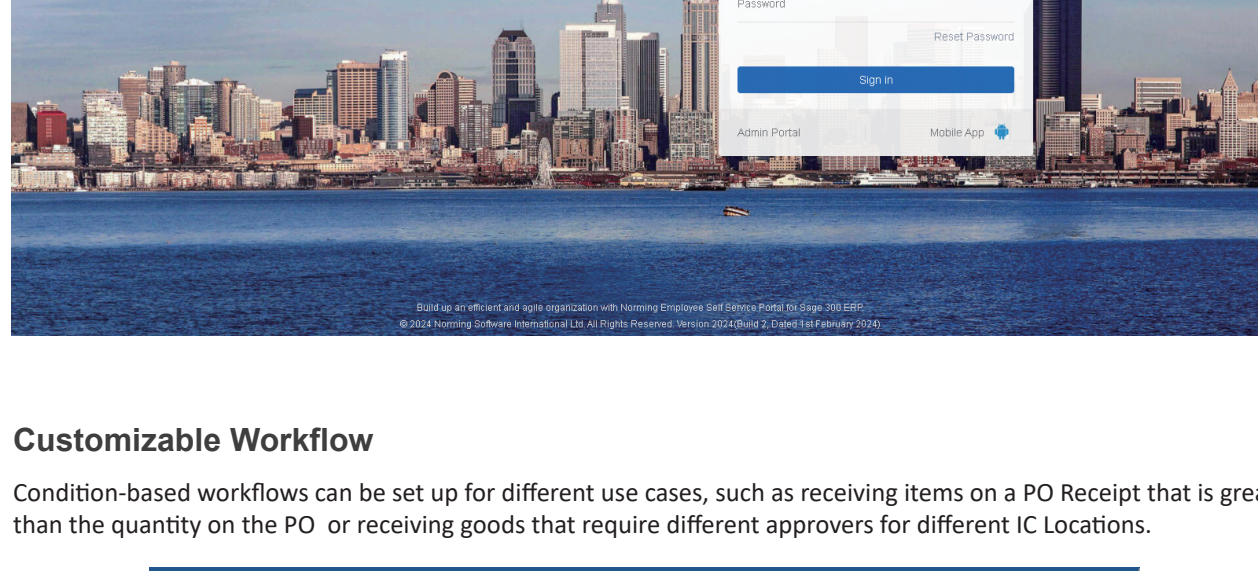 Password
Reset Password
Sign in
Admin Portal
Mobile App
Build up an efficient and agile organization with Norming Employee Self Service Portal for Sage 300 ERP.
© 2024 Norming Software International Ltd. All Rights Reserved. Version 2024(Build 2, Dated 1st February 2024)
Customizable Workflow
Condition-based workflows can be set up for different use cases, such as receiving items on a PO Receipt that is grea
than the quantity on the PO or receiving goods that require different approvers for different IC Locations.